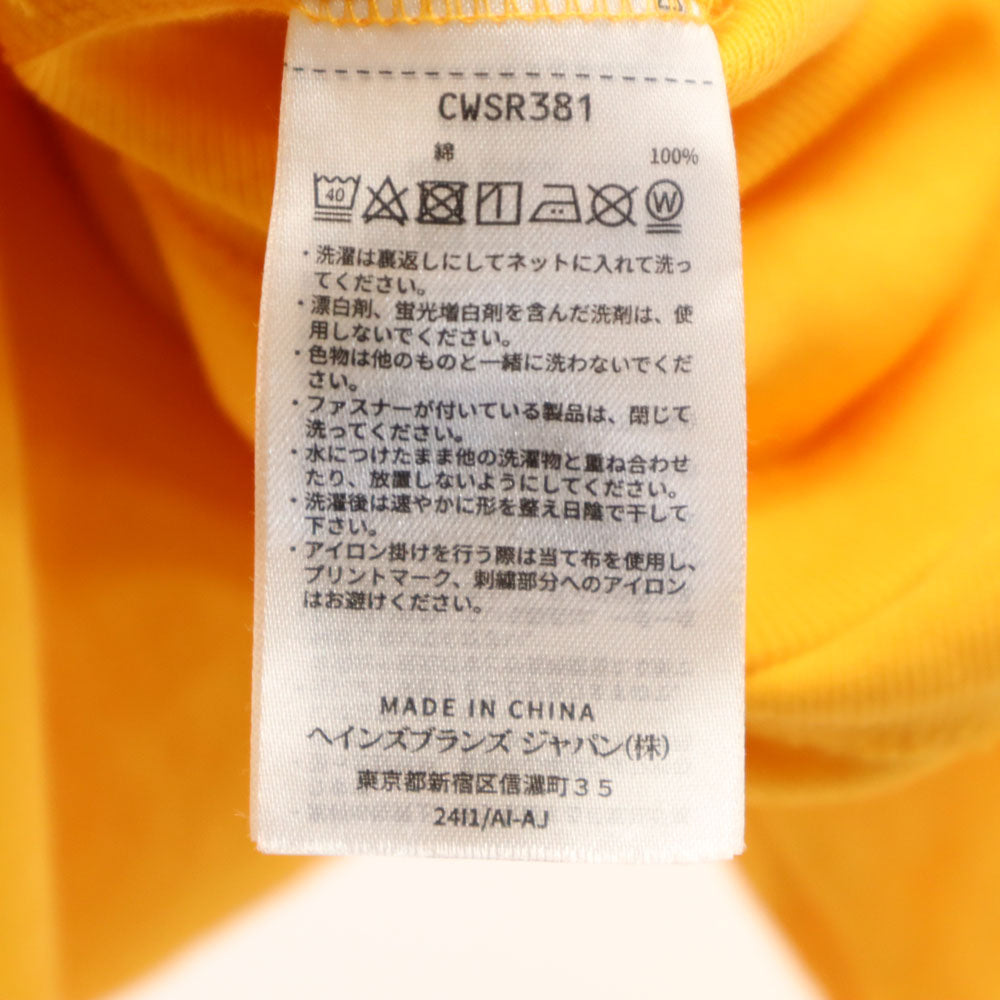 CWSR381
綿 100%
40 W
・洗濯は裏返しにしてネットに入れて洗っ
てください。
・漂白剤、蛍光増白剤を含んだ洗剤は、使
用しないでください。
・色物は他のものと一緒に洗わないでくだ
さい。
・ファスナーが付いている製品は、閉じて
洗ってください。
・水につけたまま他の洗濯物と重ね合わせ
たり、放置しないようにしてください。
・洗濯後は速やかに形を整え日陰で干して
下さい。
・アイロン掛けを行う際は当て布を使用し、
プリントマーク、刺繍部分へのアイロン
はお避けください。
MADE IN CHINA
ヘインズブランズ ジャパン(株)
東京都新宿区信濃町３５
24I1/AI-AJ